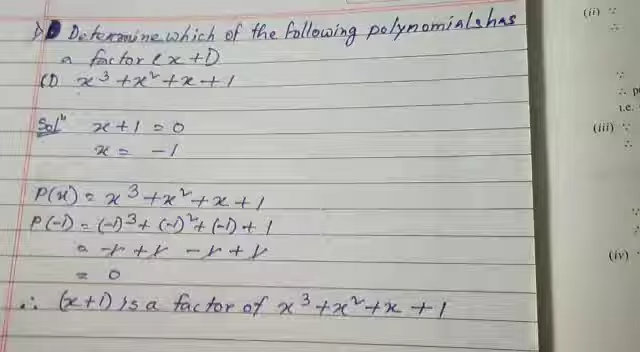 1) Determine which of the following polynomials has
a factor (x+1)
(1) x³+x²+x+1
Solⁿ x+1 = 0
x = -1
P(x) = x³+x²+x+1
P(-1) = (-1)³+(-1)²+(-1)+1
= -1+1-1+1
= 0
∴ (x+1) is a factor of x³+x²+x+1
(ii) ∵
∴
∵
∴
i.e.
(iii) ∵
∴
∵
∴
(iv)